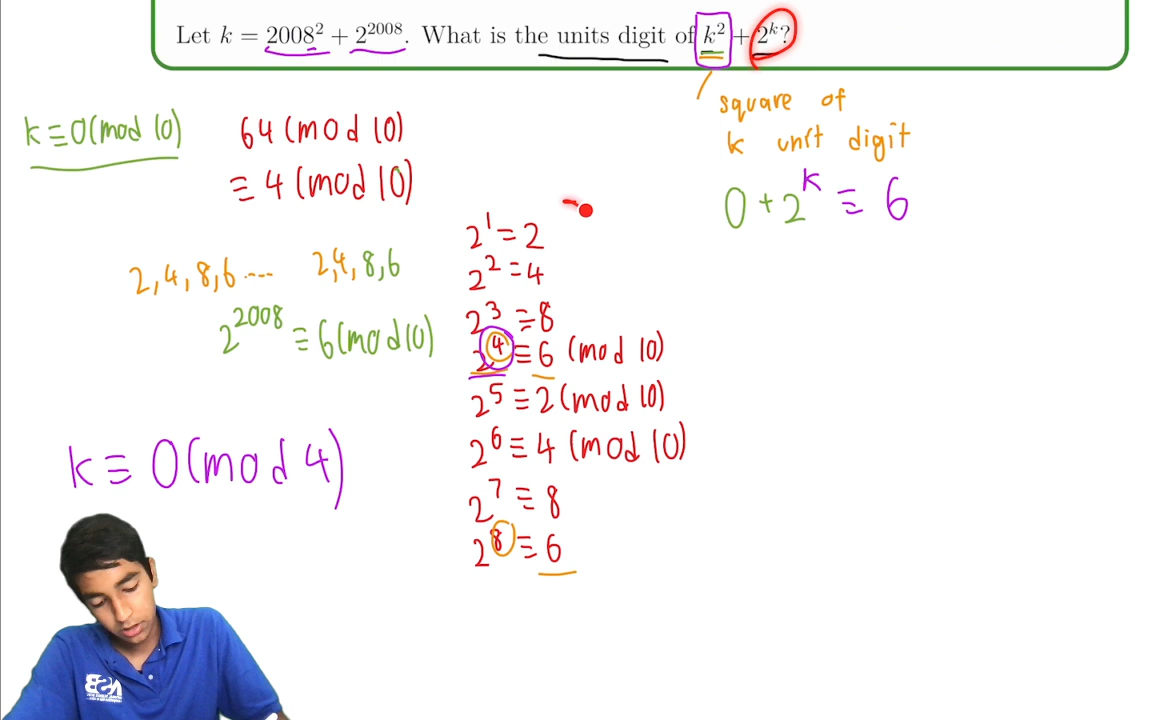 Let k = 2008² + 2²⁰⁰⁸. What is the units digit of k² + 2ᵏ?
square of
k unit digit
0 + 2ᵏ ≡ 6
k ≡ 0 (mod 10)
64 (mod 10)
≡ 4 (mod 10)
2, 4, 8, 6 .... 2, 4, 8, 6
2²⁰⁰⁸ ≡ 6 (mod 10)
k ≡ 0 (mod 4)
2¹ = 2
2² = 4
2³ ≡ 8
2⁴ ≡ 6 (mod 10)
2⁵ ≡ 2 (mod 10)
2⁶ ≡ 4 (mod 10)
2⁷ ≡ 8
2⁸ ≡ 6